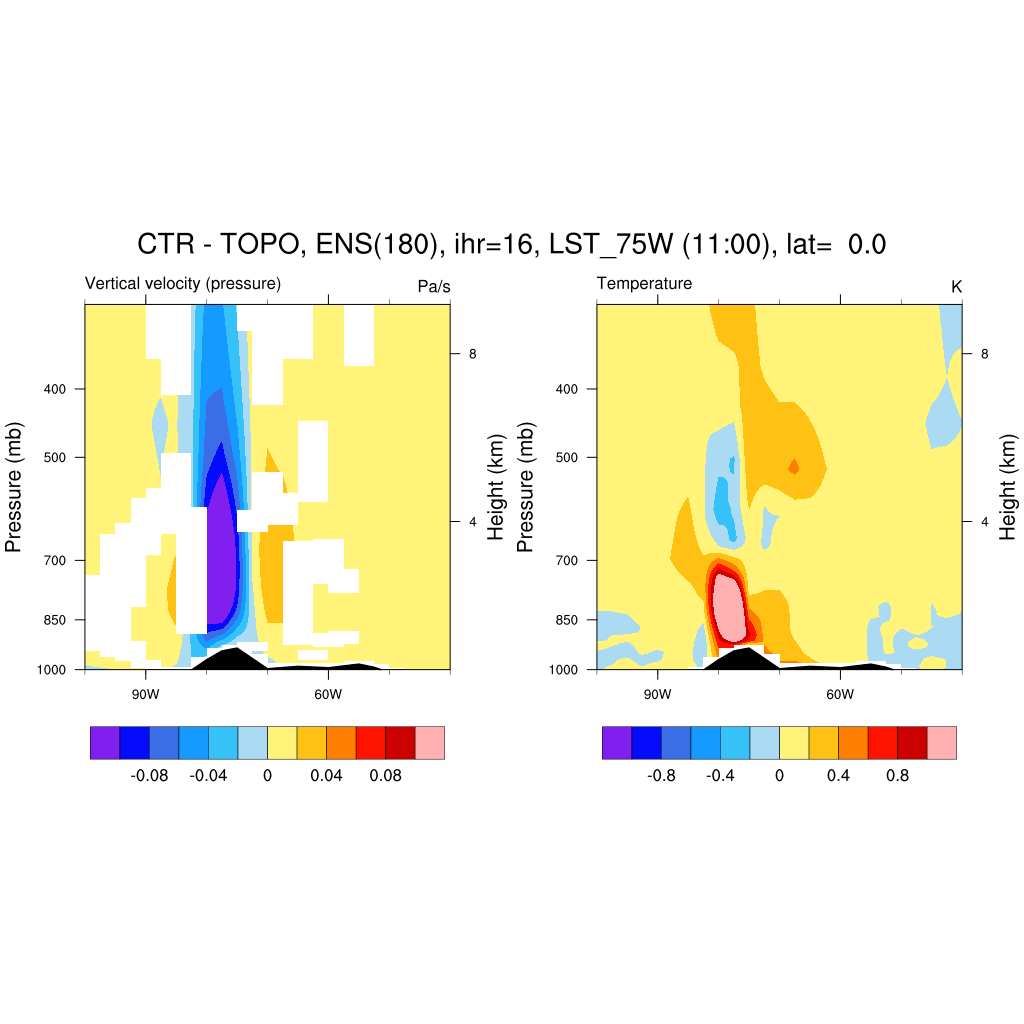 CTR - TOPO, ENS(180), ihr=16, LST_75W (11:00), lat=  0.0
Vertical velocity (pressure)
Pa/s
Pressure (mb)
400
500
700
850
1000
8
4
Height (km)
90W
60W
-0.08
-0.04
0
0.04
0.08
Temperature
K
Pressure (mb)
400
500
700
850
1000
8
4
Height (km)
90W
60W
-0.8
-0.4
0
0.4
0.8